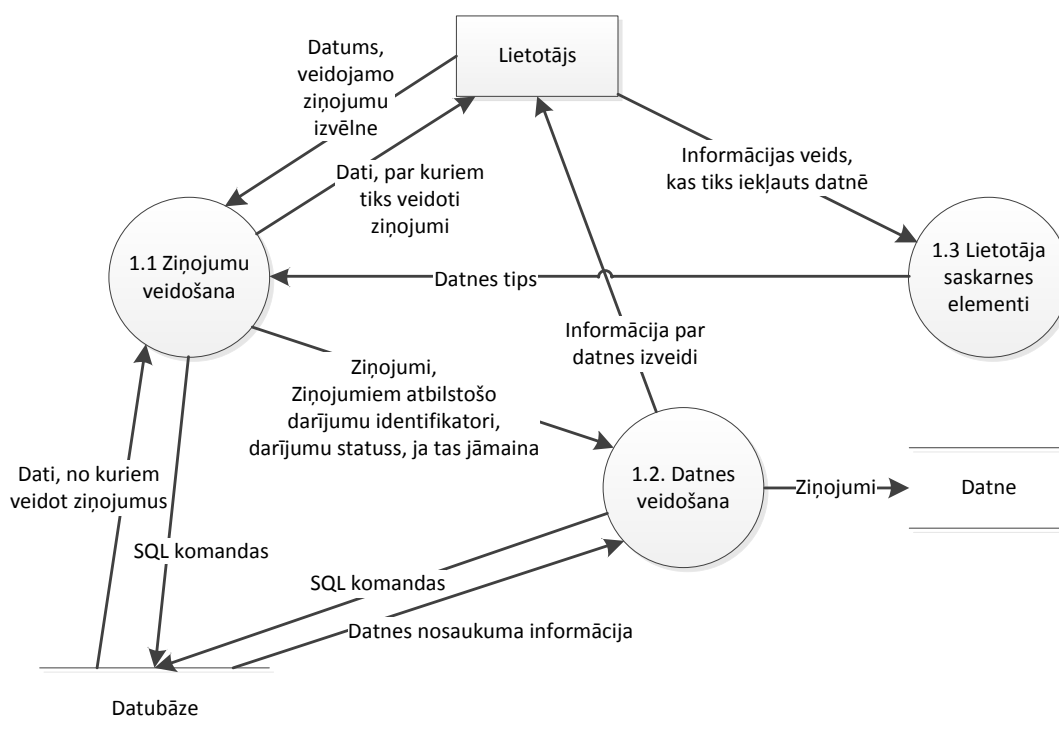 Lietotājs
Datums,
veidojamo
ziņojumu
izvēlne
Dati, par kuriem
tiks veidoti
ziņojumi
Informācijas veids,
kas tiks iekļauts datnē
1.1 Ziņojumu
veidošana
Datnes tips
1.3 Lietotāja
saskarnes
elementi
Informācija par
datnes izveidi
Ziņojumi,
Ziņojumiem atbilstošo
darījumu identifikatori,
darījumu statuss, ja tas jāmaina
Dati, no kuriem
veidot ziņojumus
1.2. Datnes
veidošana
Ziņojumi
Datne
SQL komandas
SQL komandas
Datnes nosaukuma informācija
Datubāze